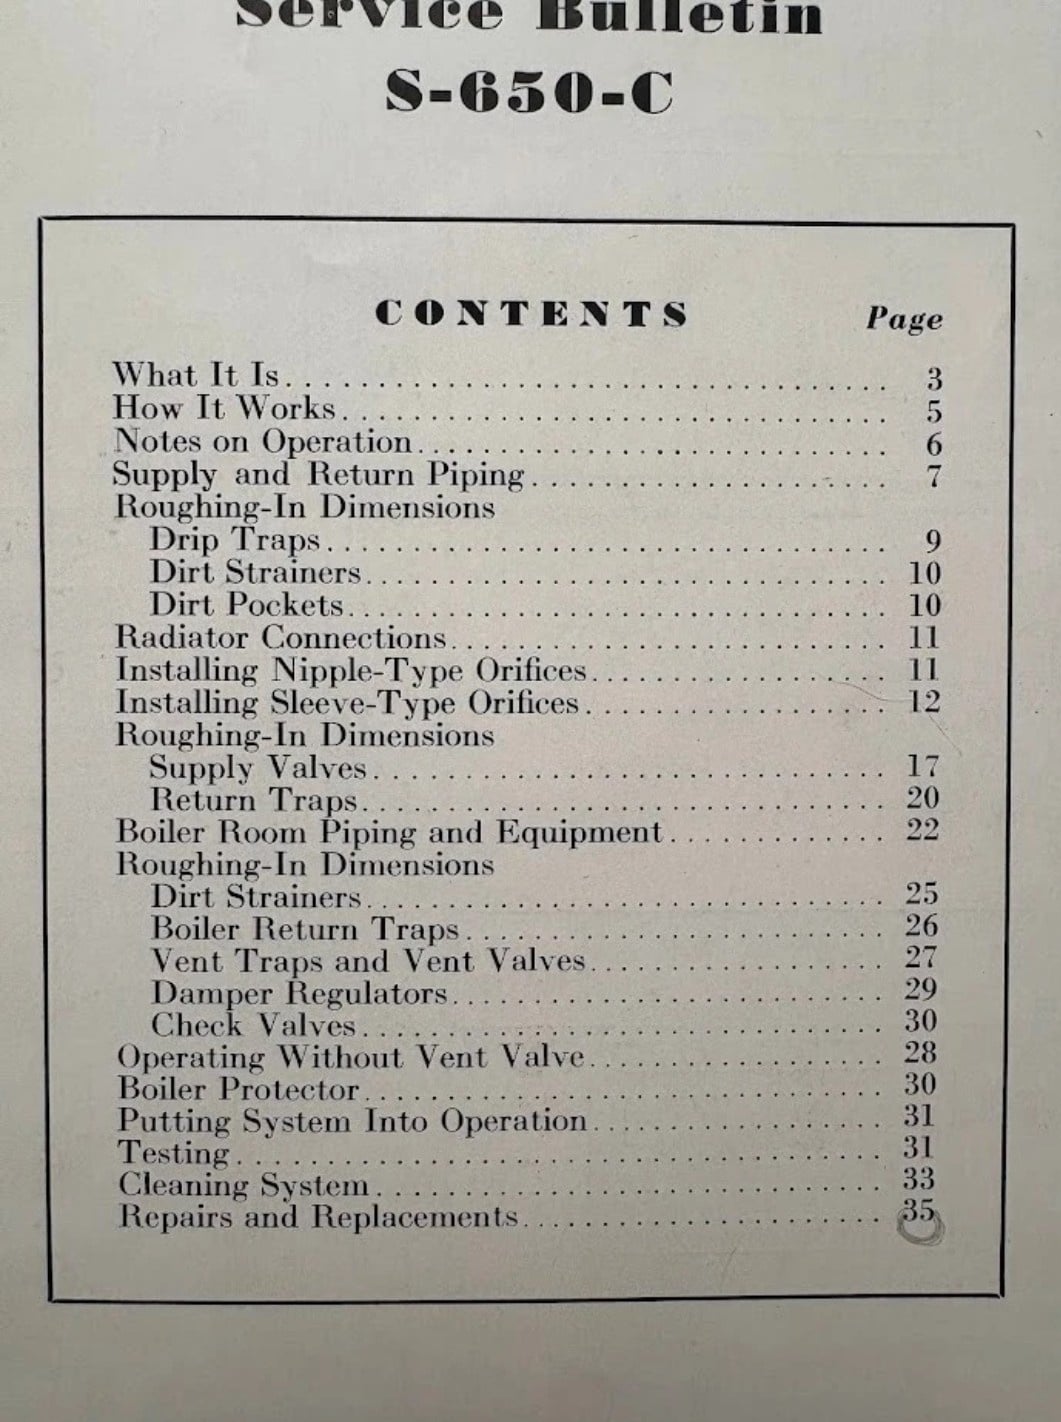 Service Bulletin
S-650-C
CONTENTS Page
What It Is 3
How It Works 5
Notes on Operation 6
Supply and Return Piping 7
Roughing-In Dimensions
Drip Traps 9
Dirt Strainers 10
Dirt Pockets 10
Radiator Connections 11
Installing Nipple-Type Orifices 11
Installing Sleeve-Type Orifices 12
Roughing-In Dimensions
Supply Valves 17
Return Traps 20
Boiler Room Piping and Equipment 22
Roughing-In Dimensions
Dirt Strainers 25
Boiler Return Traps 26
Vent Traps and Vent Valves 27
Damper Regulators 29
Check Valves 30
Operating Without Vent Valve 28
Boiler Protector 30
Putting System Into Operation 31
Testing 31
Cleaning System 33
Repairs and Replacements 35